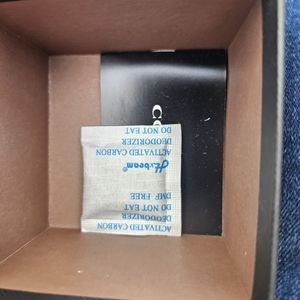 ACTIVATED CARBON
DO NOT EAT
DEODORIZER
DMF FREE
ACTIVATED CARBON
DEODORIZER
DO NOT EAT